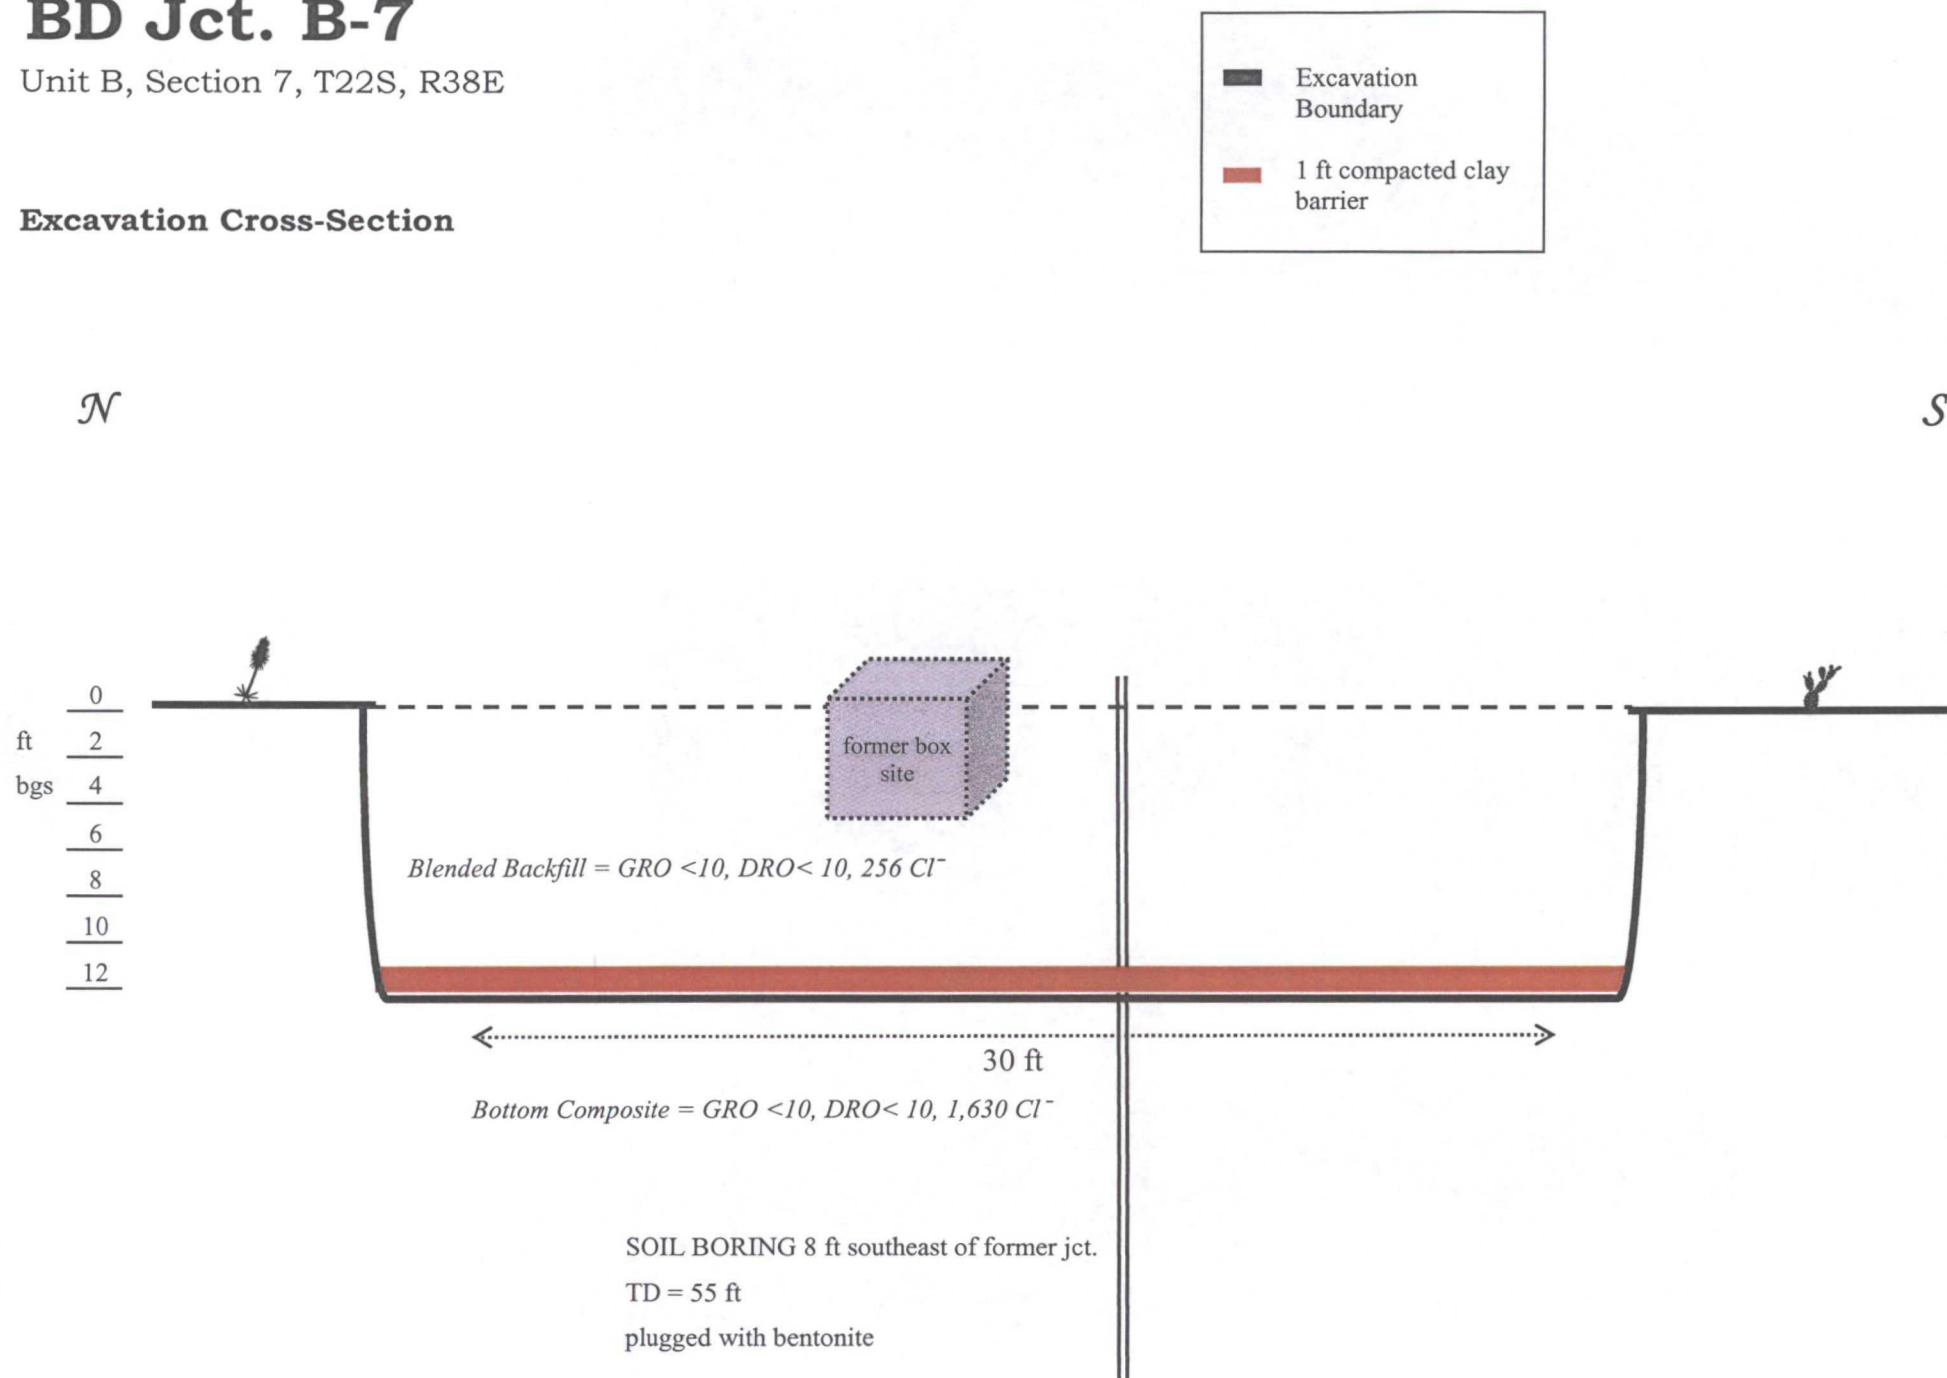 BD Jct. B-7
Unit B, Section 7, T22S, R38E
Excavation
Boundary
1 ft compacted clay
barrier
Excavation Cross-Section
N
S
0
ft
2
bgs
4
6
8
10
12
former box
site
Blended Backfill = GRO <10, DRO< 10, 256 Cl⁻
30 ft
Bottom Composite = GRO <10, DRO< 10, 1,630 Cl⁻
SOIL BORING 8 ft southeast of former jct.
TD = 55 ft
plugged with bentonite